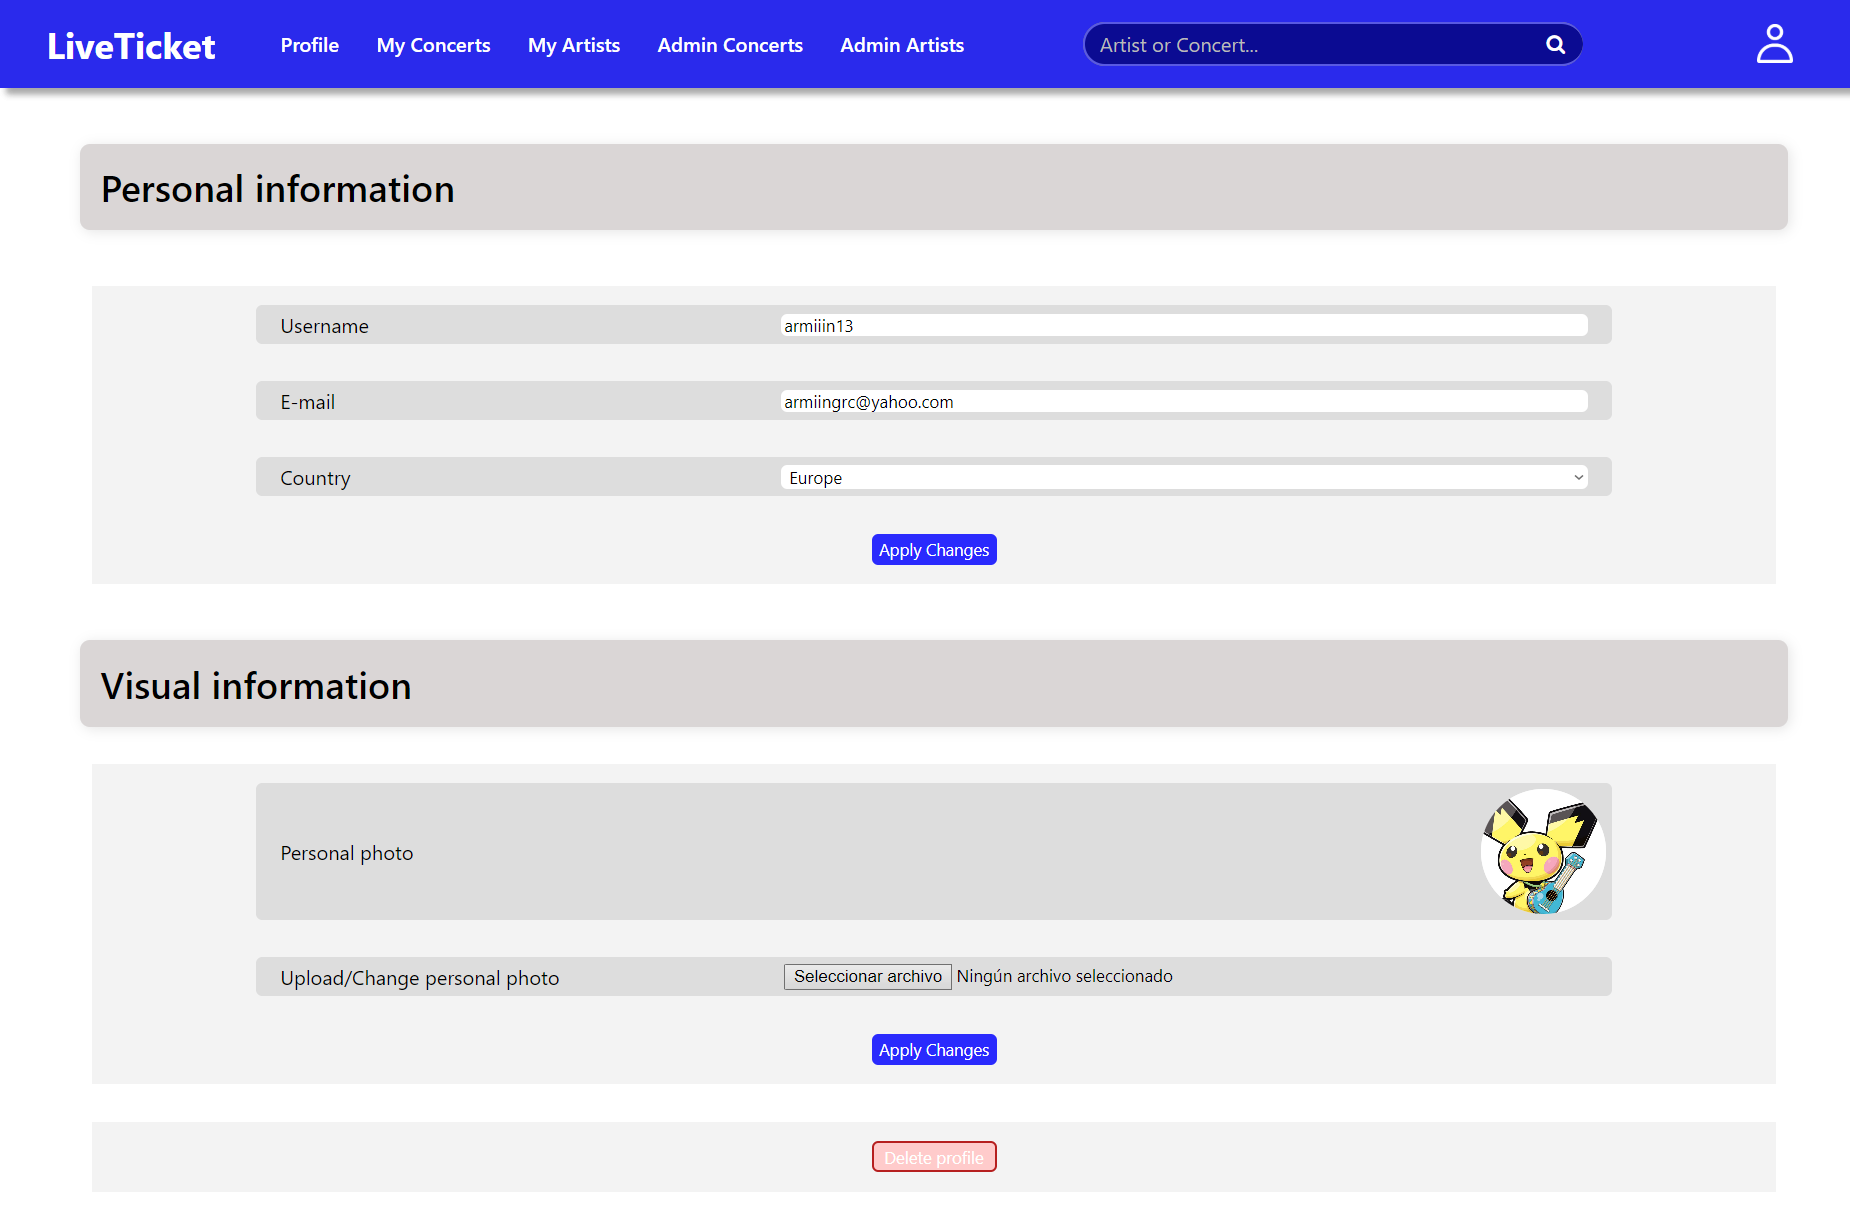 LiveTicket Profile My Concerts My Artists Admin Concerts Admin Artists Artist or Concert...
Personal information
Username armiiin13
E-mail armiingrc@yahoo.com
Country Europe
Apply Changes
Visual information
Personal photo
Upload/Change personal photo Seleccionar archivo Ningún archivo seleccionado
Apply Changes
Delete profile